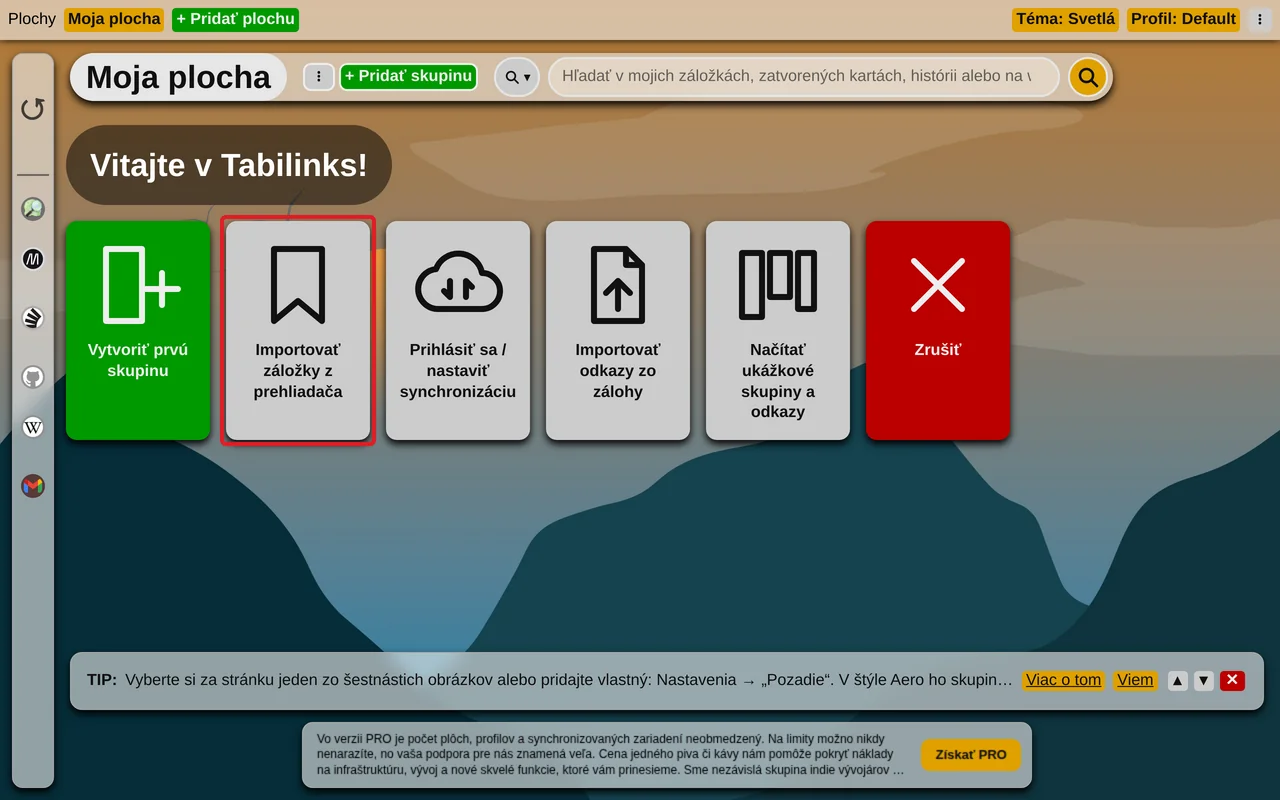 Plochy
Moja plocha
+ Pridať plochu
Téma: Svetlá
Profil: Default
Moja plocha
+ Pridať skupinu
Hľadať v mojich záložkách, zatvorených kartách, histórii alebo na
Vitajte v Tabilinks!
Vytvoriť prvú
skupinu
Importovať
záložky z
prehliadača
Prihlásiť sa /
nastaviť
synchronizáciu
Importovať
odkazy zo
zálohy
Načítať
ukážkové
skupiny a
odkazy
Zrušiť
TIP: Vyberte si za stránku jeden zo šestnástich obrázkov alebo pridajte vlastný: Nastavenia → „Pozadie“. V štýle Aero ho skupin…
Viac o tom
Viem
Vo verzii PRO je počet plôch, profilov a synchronizovaných zariadení neobmedzený. Na limity možno nikdy
nenarazíte, no vaša podpora pre nás znamená veľa. Cena jedného piva či kávy nám pomôže pokryť náklady
na infraštruktúru, vývoj a nové skvelé funkcie, ktoré vám prinesieme. Sme nezávislá skupina indie vývojárov …
Získať PRO